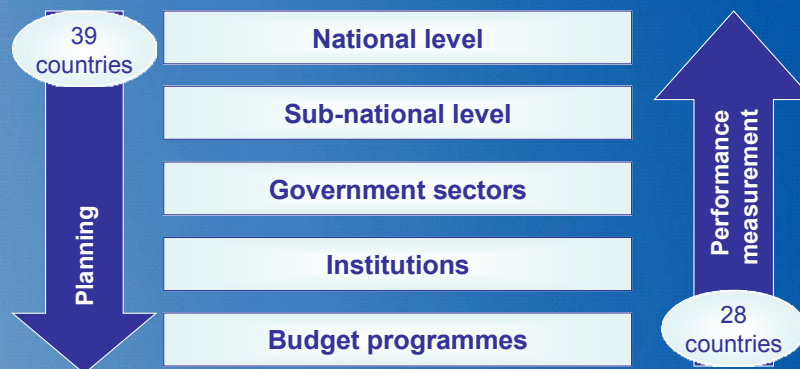 39
countries
National level
Sub-national level
Government sectors
Institutions
Budget programmes
Planning
Performance
measurement
28
countries